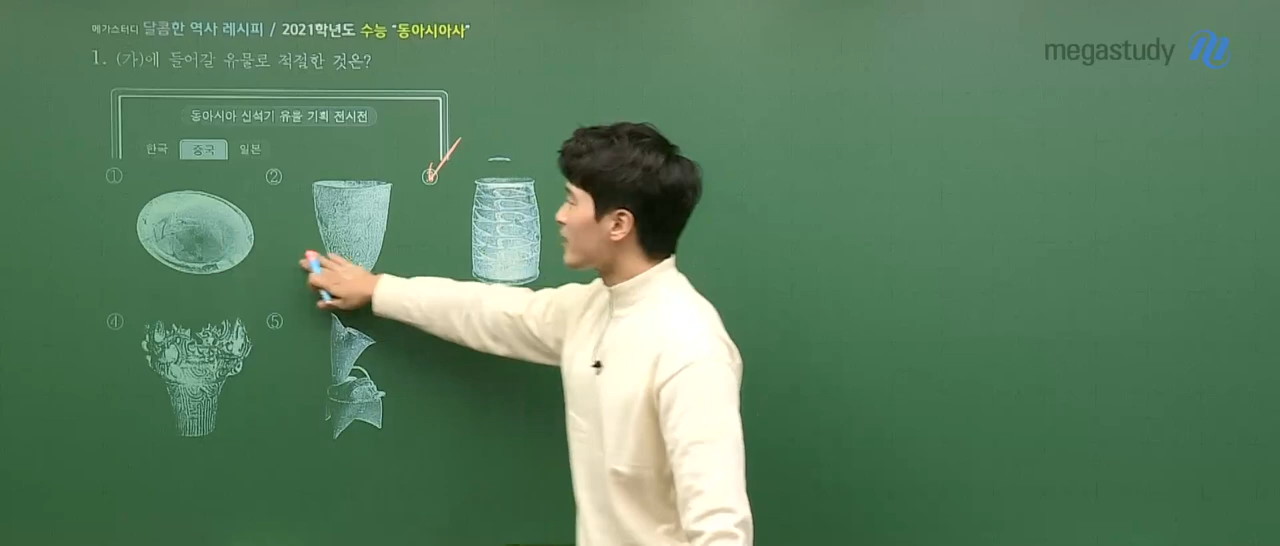 메가스터디 달콤한 역사 레시피 / 2021학년도 수능 "동아시아사"
megastudy
1. (가)에 들어갈 유물로 적절한 것은?
동아시아 신석기 유물 기획 전시전
한국 중국 일본
① ② ③
④ ⑤